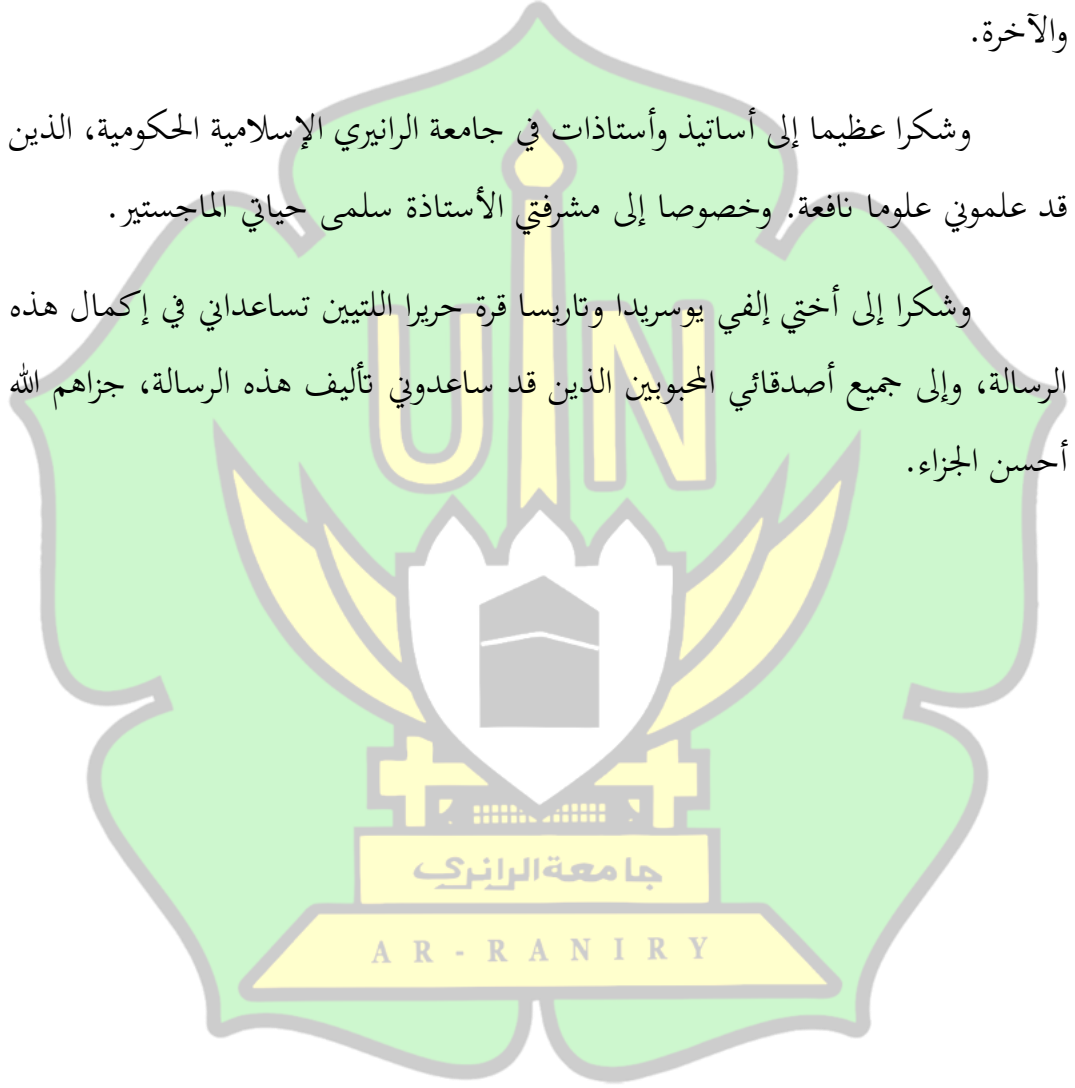 والآخرة.
وشكرا عظيما إلى أساتيذ وأستاذات في جامعة الرانيري الإسلامية الحكومية، الذين
قد علموني علوما نافعة. وخصوصا إلى مشرفتي الأستاذة سلمى حياتي الماجستير.
وشكرا إلى أختي إلفي يوسريدا وتاريسا قرة حريرا اللتيين تساعداني في إكمال هذه
الرسالة، وإلى جميع أصدقائي المحبوبين الذين قد ساعدوني تأليف هذه الرسالة، جزاهم الله
أحسن الجزاء.
UIN
جامعة الرانري
AR-RANIRY